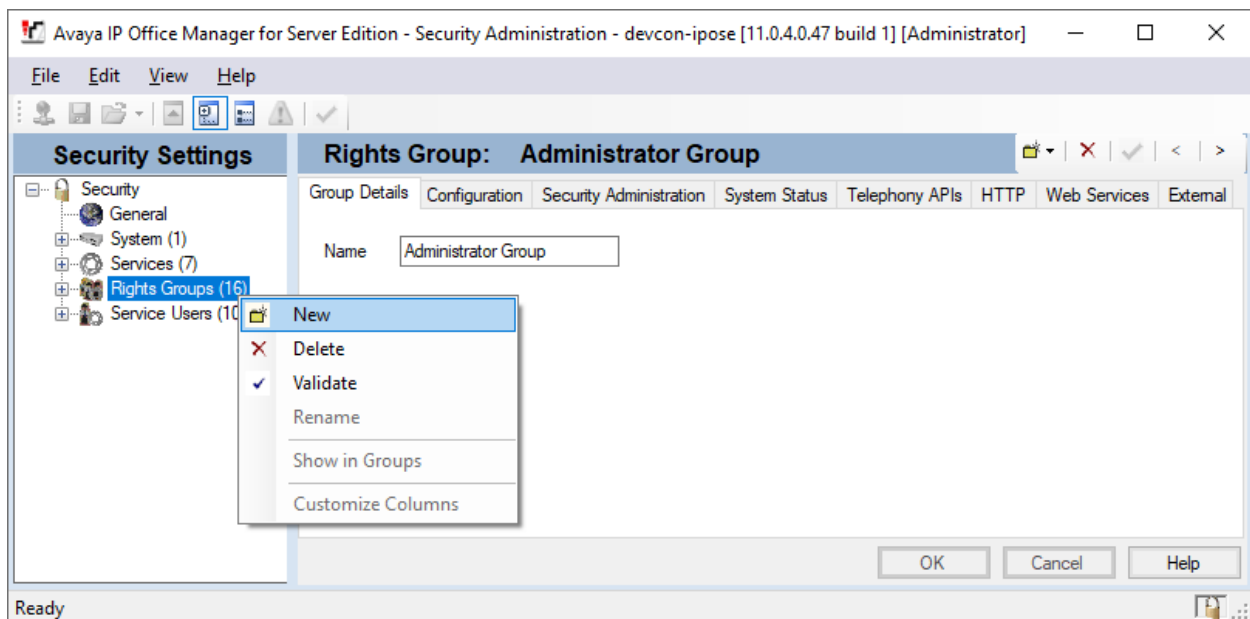 Avaya IP Office Manager for Server Edition - Security Administration - devcon-ipose [11.0.4.0.47 build 1] [Administrator]
File Edit View Help
Security Settings
Rights Group: Administrator Group
Security
General
System (1)
Services (7)
Rights Groups (16)
Service Users (10
Group Details Configuration Security Administration System Status Telephony APIs HTTP Web Services External
Name Administrator Group
New
Delete
Validate
Rename
Show in Groups
Customize Columns
OK Cancel Help
Ready